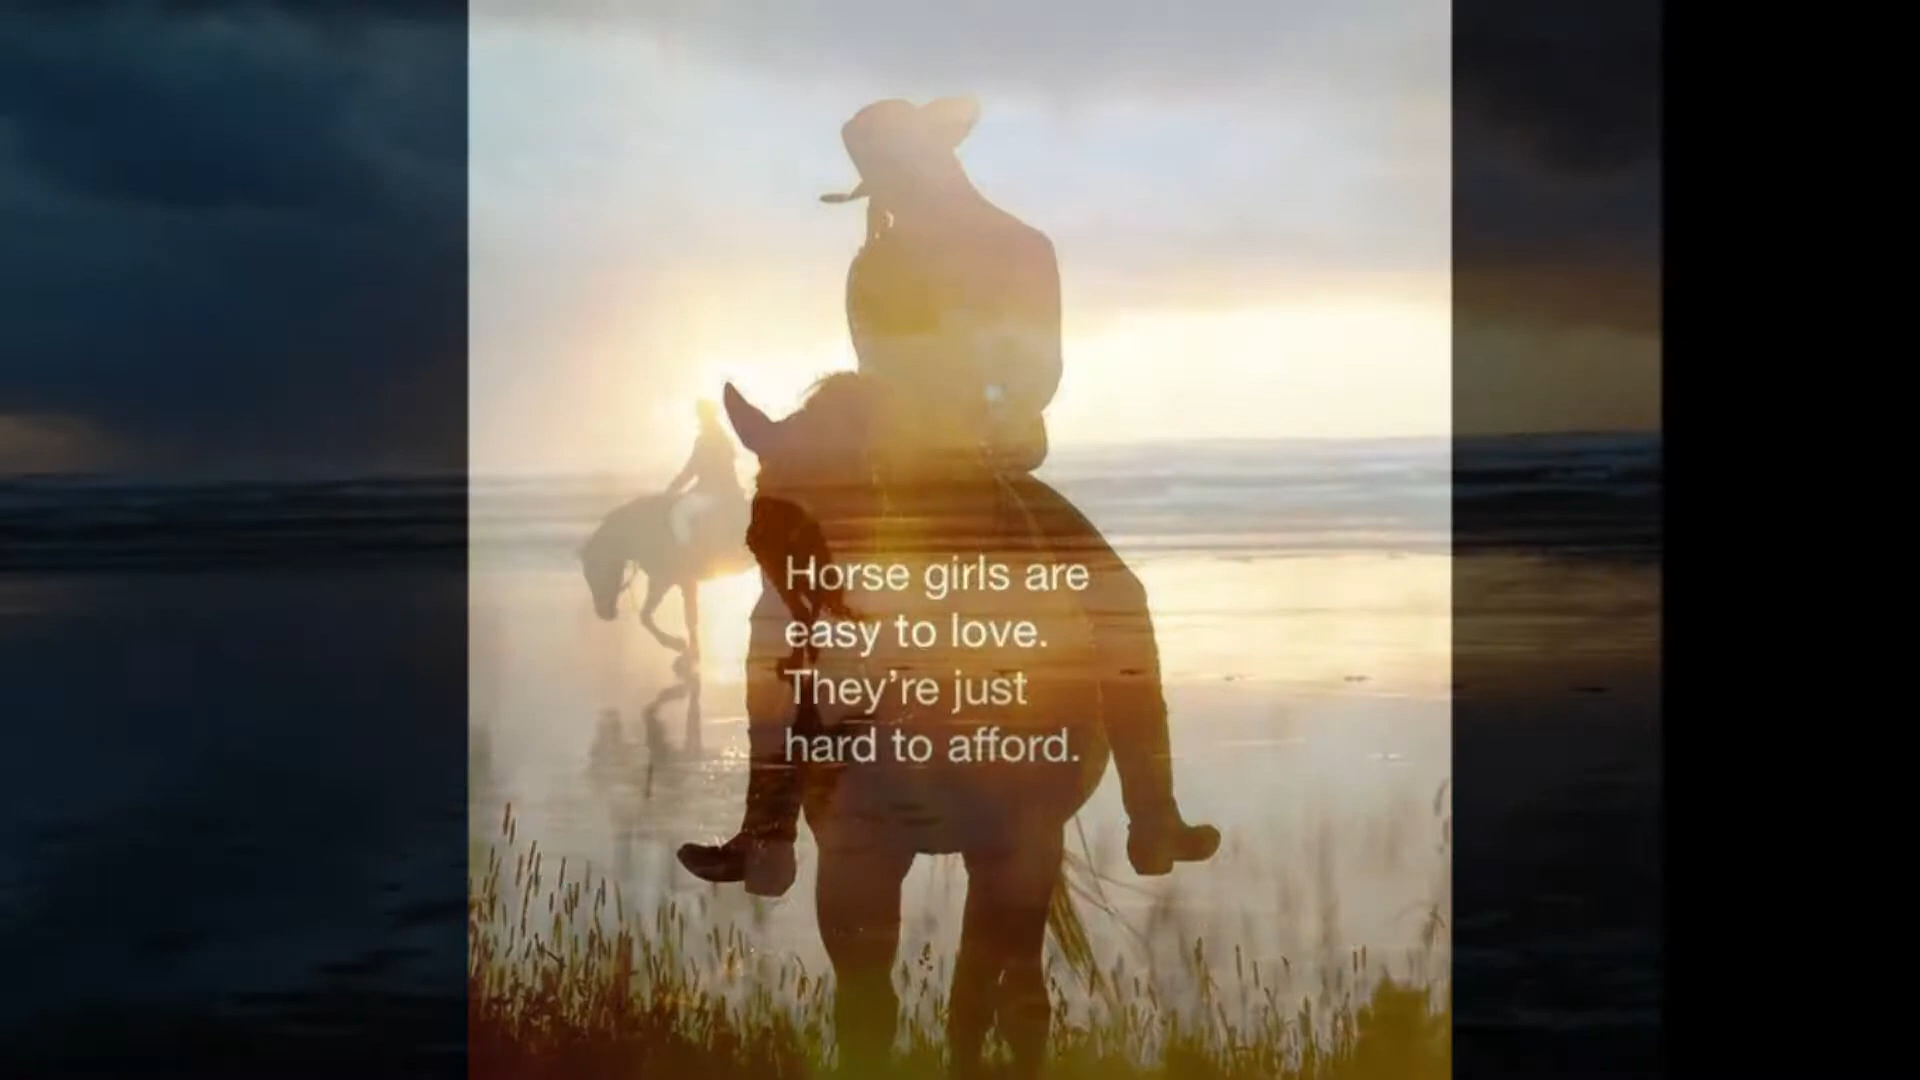 Horse girls are
easy to love.
They’re just
hard to afford.